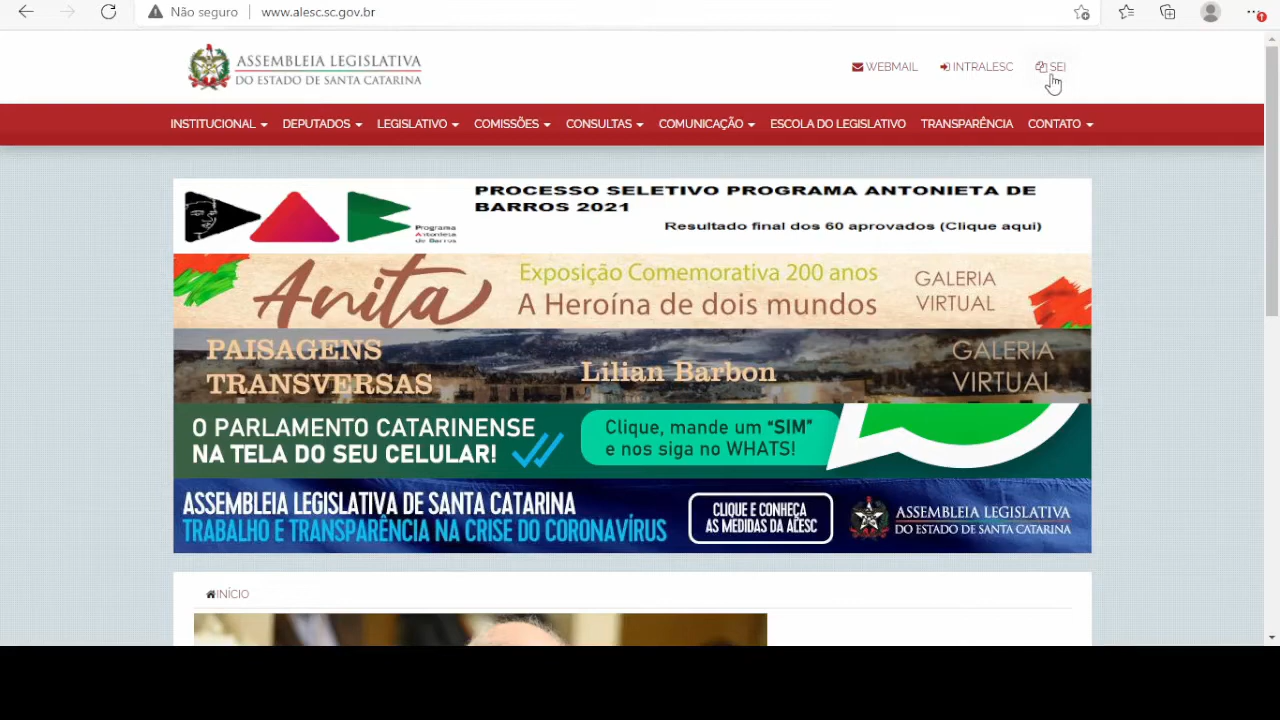 Não seguro www.alesc.sc.gov.br
ASSEMBLEIA LEGISLATIVA
DO ESTADO DE SANTA CATARINA
WEBMAIL INTRALESC SEI
INSTITUCIONAL DEPUTADOS LEGISLATIVO COMISSÕES CONSULTAS COMUNICAÇÃO ESCOLA DO LEGISLATIVO TRANSPARÊNCIA CONTATO
PROCESSO SELETIVO PROGRAMA ANTONIETA DE
BARROS 2021
Resultado final dos 60 aprovados (Clique aqui)
Programa
Antonieta
de Barros
Anita
Exposição Comemorativa 200 anos
A Heroína de dois mundos
GALERIA
VIRTUAL
PAISAGENS
TRANSVERSAS
Lilian Barbon
GALERIA
VIRTUAL
O PARLAMENTO CATARINENSE
NA TELA DO SEU CELULAR!
Clique, mande um “SIM”
e nos siga no WHATS!
ASSEMBLEIA LEGISLATIVA DE SANTA CATARINA
TRABALHO E TRANSPARÊNCIA NA CRISE DO CORONAVÍRUS
CLIQUE E CONHEÇA
AS MEDIDAS DA ALESC
ASSEMBLEIA LEGISLATIVA
DO ESTADO DE SANTA CATARINA
INÍCIO